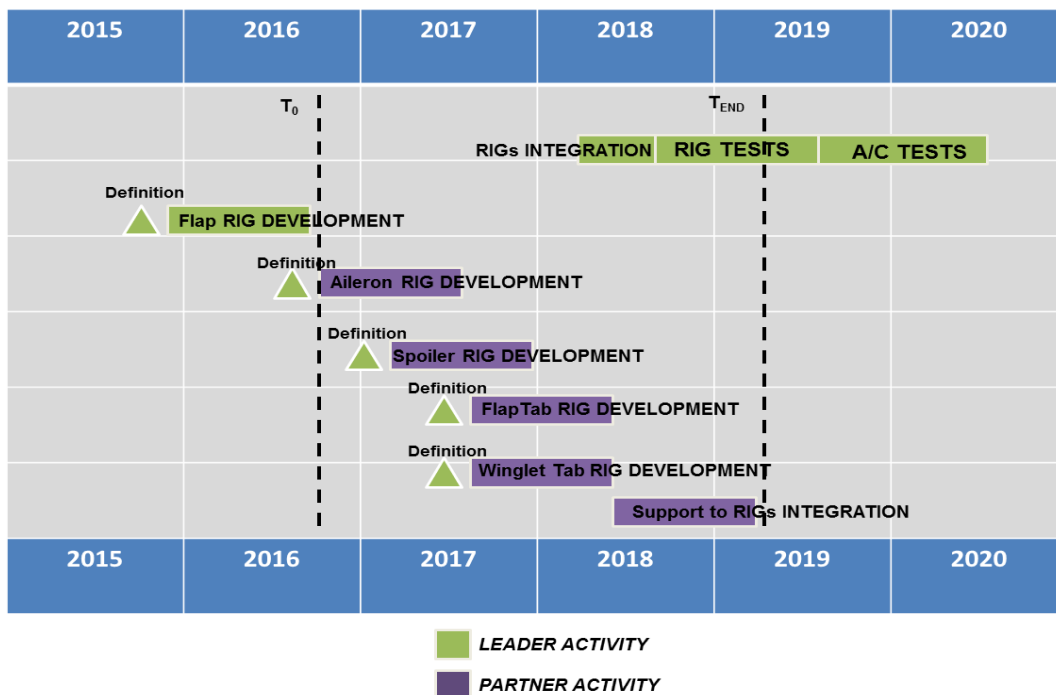 2015 2016 2017 2018 2019 2020
T0 TEND
RIGs INTEGRATION RIG TESTS A/C TESTS
Definition
Flap RIG DEVELOPMENT
Definition
Aileron RIG DEVELOPMENT
Definition
Spoiler RIG DEVELOPMENT
Definition
FlapTab RIG DEVELOPMENT
Definition
Winglet Tab RIG DEVELOPMENT
Support to RIGs INTEGRATION
2015 2016 2017 2018 2019 2020
LEADER ACTIVITY
PARTNER ACTIVITY